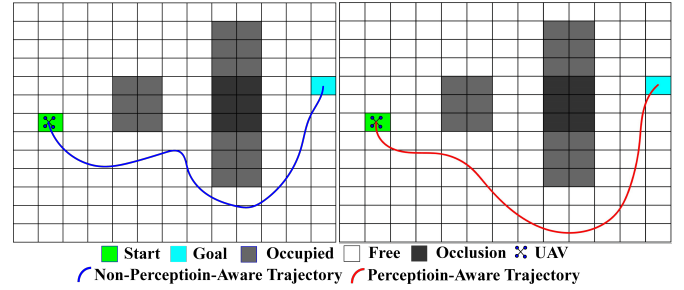 Start Goal Occupied Free Occlusion UAV
Non-Perceptioin-Aware Trajectory Perceptioin-Aware Trajectory